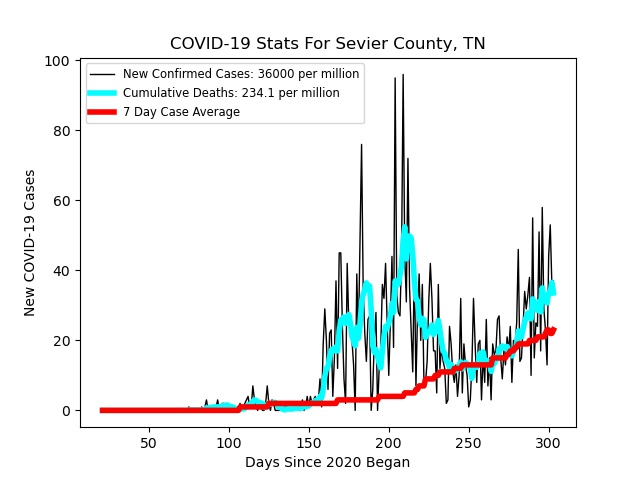 COVID-19 Stats For Sevier County, TN
New Confirmed Cases: 36000 per million
Cumulative Deaths: 234.1 per million
7 Day Case Average
New COVID-19 Cases
100
80
60
40
20
0
50 100 150 200 250 300
Days Since 2020 Began